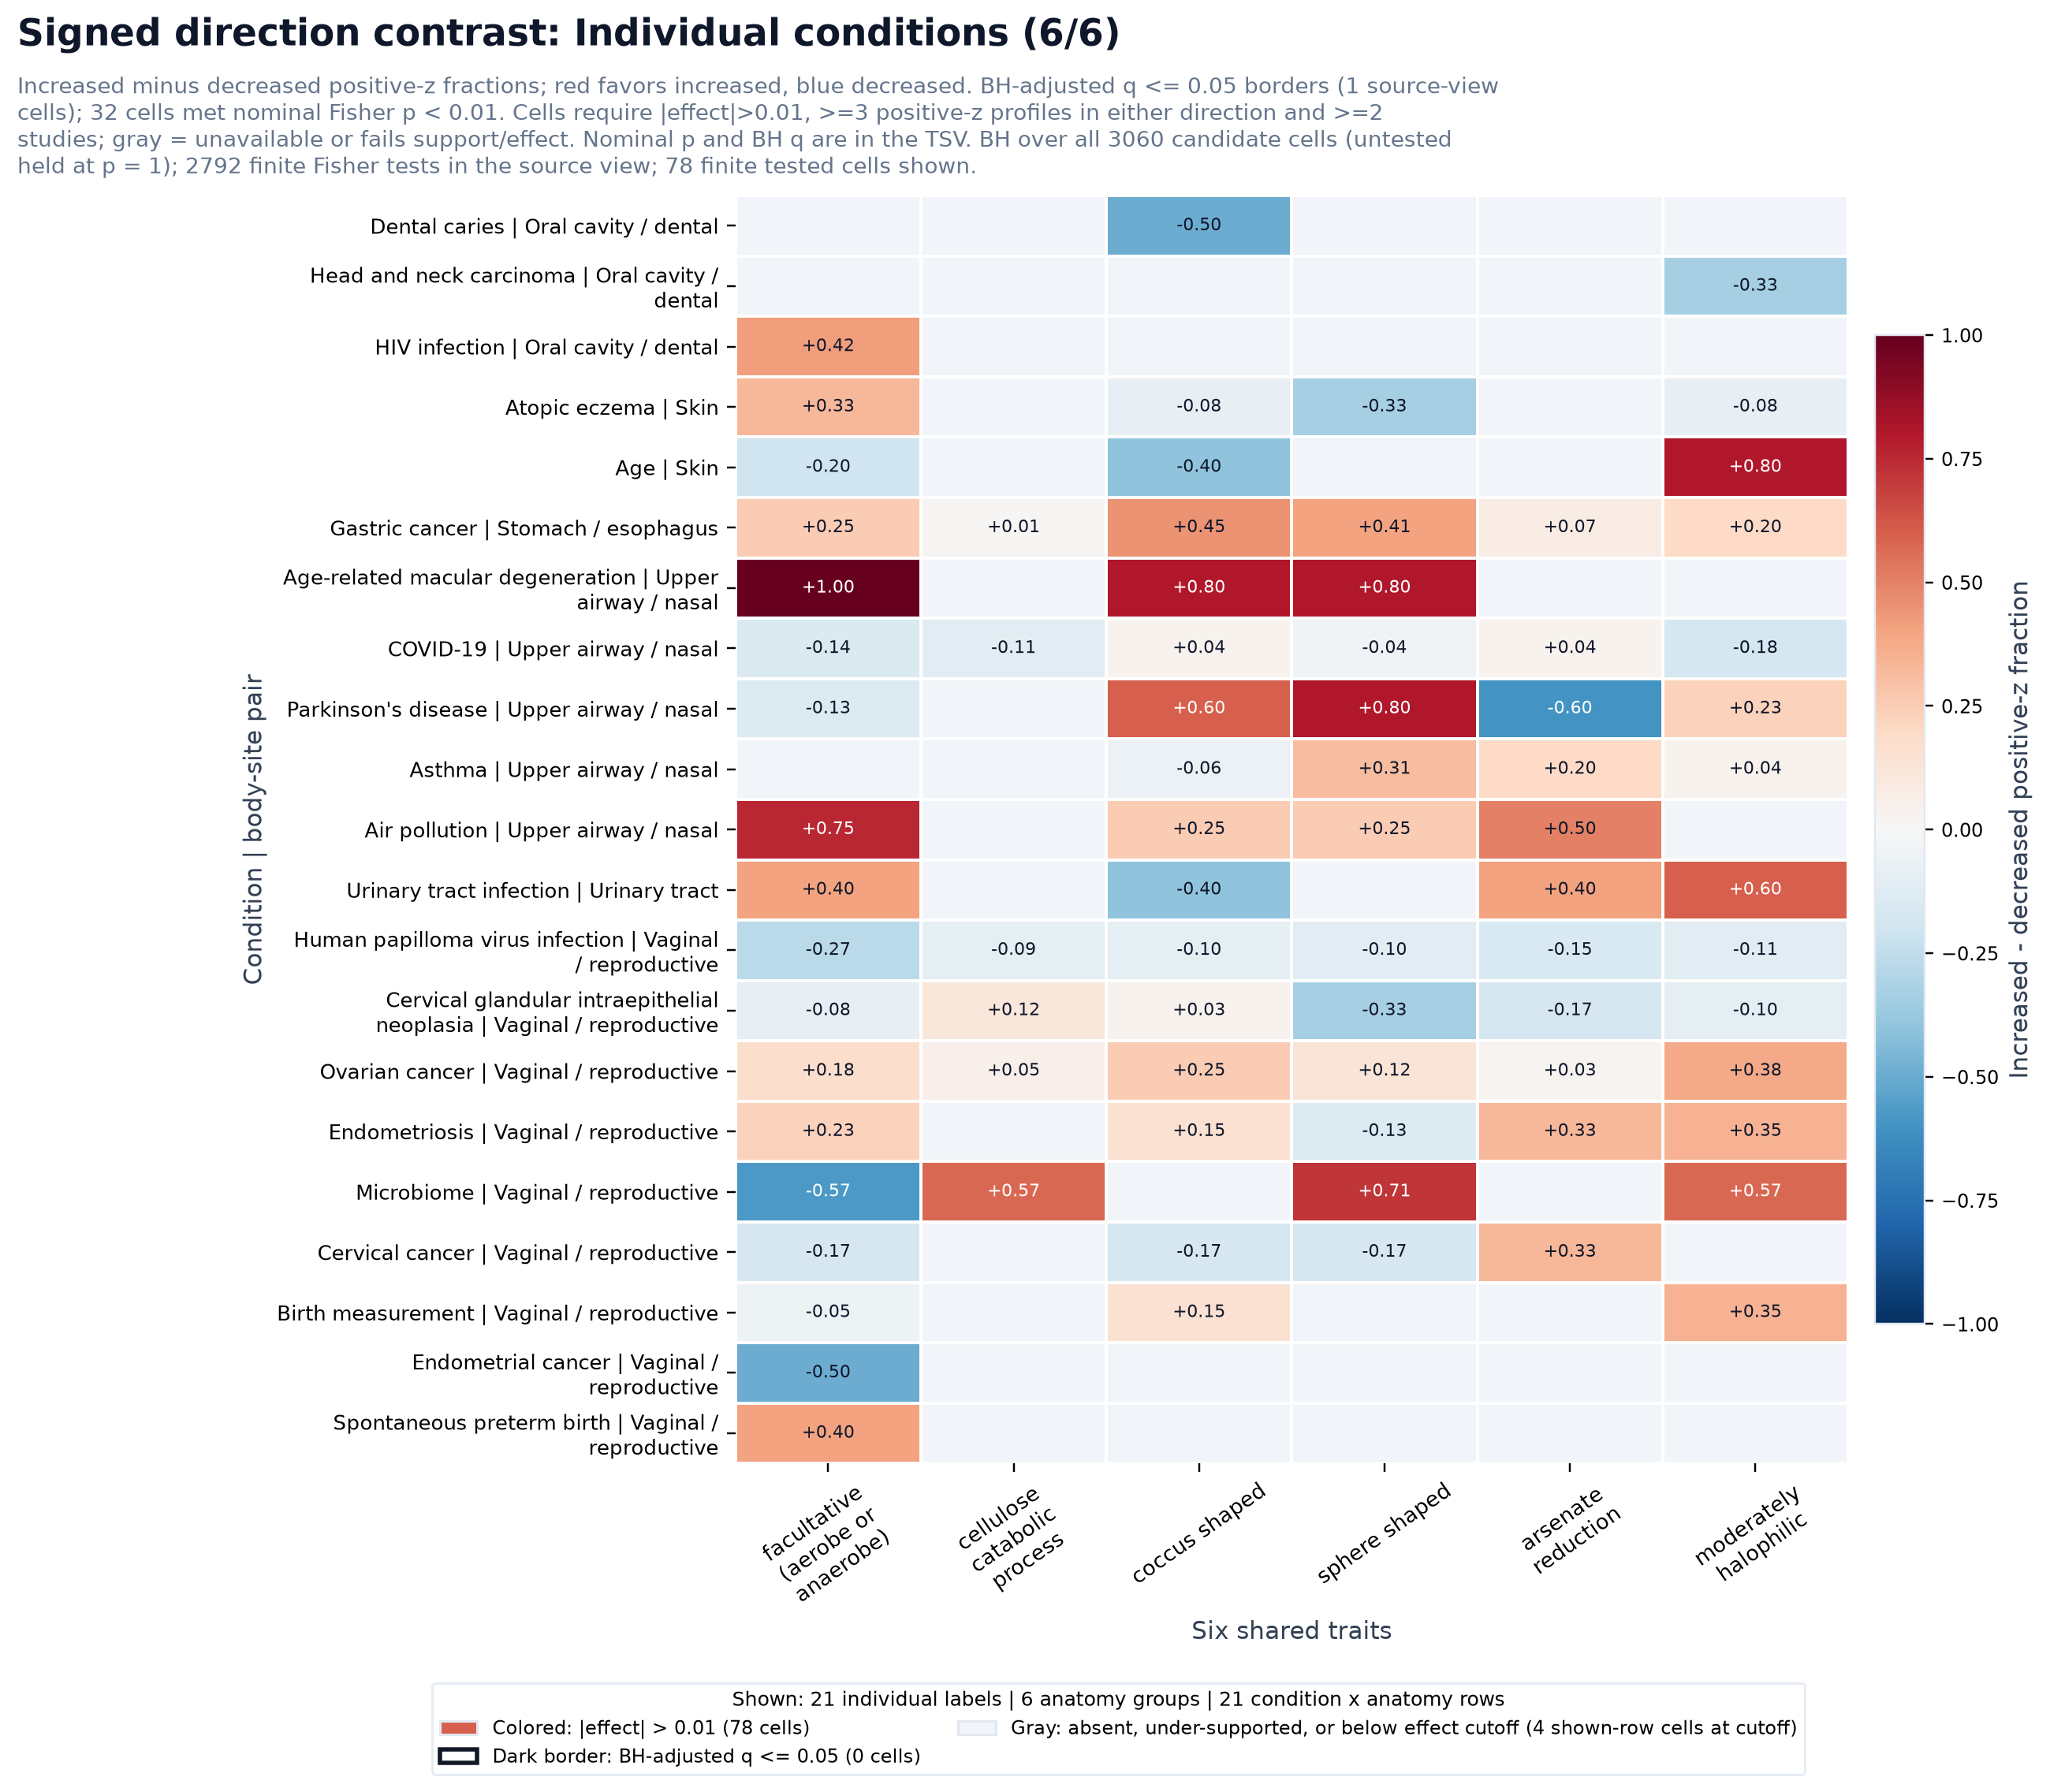 Signed direction contrast: Individual conditions (6/6)
Increased minus decreased positive-z fractions; red favors increased, blue decreased. BH-adjusted q <= 0.05 borders (1 source-view
cells); 32 cells met nominal Fisher p < 0.01. Cells require |effect|>0.01, >=3 positive-z profiles in either direction and >=2
studies; gray = unavailable or fails support/effect. Nominal p and BH q are in the TSV. BH over all 3060 candidate cells (untested
held at p = 1); 2792 finite Fisher tests in the source view; 78 finite tested cells shown.
Condition | body-site pair
Dental caries | Oral cavity / dental
-0.50
Head and neck carcinoma | Oral cavity /
dental
-0.33
HIV infection | Oral cavity / dental
+0.42
Atopic eczema | Skin
+0.33 -0.08 -0.33 -0.08
Age | Skin
-0.20 -0.40 +0.80
Gastric cancer | Stomach / esophagus
+0.25 +0.01 +0.45 +0.41 +0.07 +0.20
Age-related macular degeneration | Upper
airway / nasal
+1.00 +0.80 +0.80
COVID-19 | Upper airway / nasal
-0.14 -0.11 +0.04 -0.04 +0.04 -0.18
Parkinson's disease | Upper airway / nasal
-0.13 +0.60 +0.80 -0.60 +0.23
Asthma | Upper airway / nasal
-0.06 +0.31 +0.20 +0.04
Air pollution | Upper airway / nasal
+0.75 +0.25 +0.25 +0.50
Urinary tract infection | Urinary tract
+0.40 -0.40 +0.40 +0.60
Human papilloma virus infection | Vaginal
/ reproductive
-0.27 -0.09 -0.10 -0.10 -0.15 -0.11
Cervical glandular intraepithelial
neoplasia | Vaginal / reproductive
-0.08 +0.12 +0.03 -0.33 -0.17 -0.10
Ovarian cancer | Vaginal / reproductive
+0.18 +0.05 +0.25 +0.12 +0.03 +0.38
Endometriosis | Vaginal / reproductive
+0.23 +0.15 -0.13 +0.33 +0.35
Microbiome | Vaginal / reproductive
-0.57 +0.57 +0.71 +0.57
Cervical cancer | Vaginal / reproductive
-0.17 -0.17 -0.17 +0.33
Birth measurement | Vaginal / reproductive
-0.05 +0.15 +0.35
Endometrial cancer | Vaginal /
reproductive
-0.50
Spontaneous preterm birth | Vaginal /
reproductive
+0.40
facultative
(aerobe or
anaerobe)
cellulose
catabolic
process
coccus shaped
sphere shaped
arsenate
reduction
moderately
halophilic
Six shared traits
1.00
0.75
0.50
0.25
0.00
−0.25
−0.50
−0.75
−1.00
Increased - decreased positive-z fraction
Shown: 21 individual labels | 6 anatomy groups | 21 condition x anatomy rows
Colored: |effect| > 0.01 (78 cells)
Gray: absent, under-supported, or below effect cutoff (4 shown-row cells at cutoff)
Dark border: BH-adjusted q <= 0.05 (0 cells)